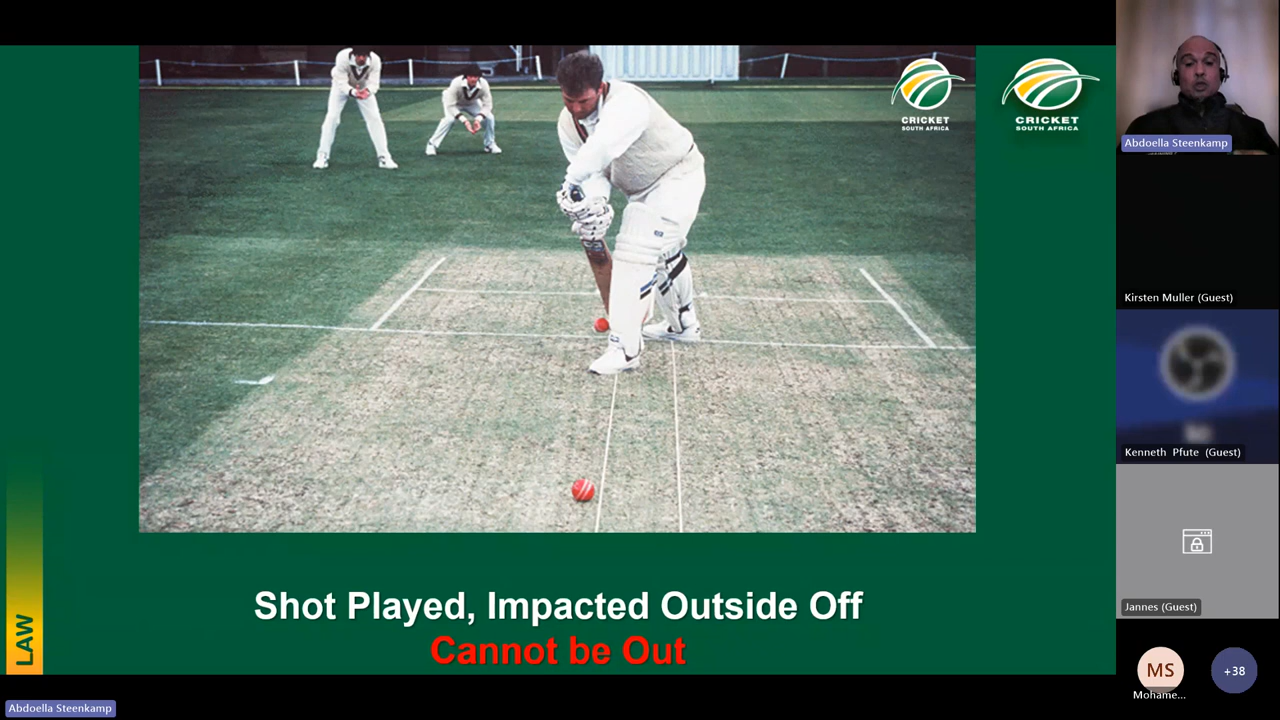 CRICKET
SOUTH AFRICA
CRICKET
SOUTH AFRICA
LAW
Shot Played, Impacted Outside Off
Cannot be Out
Abdoella Steenkamp
Abdoella Steenkamp
Kirsten Muller (Guest)
Kenneth Pfute (Guest)
Jannes (Guest)
MS
Mohame...
+38